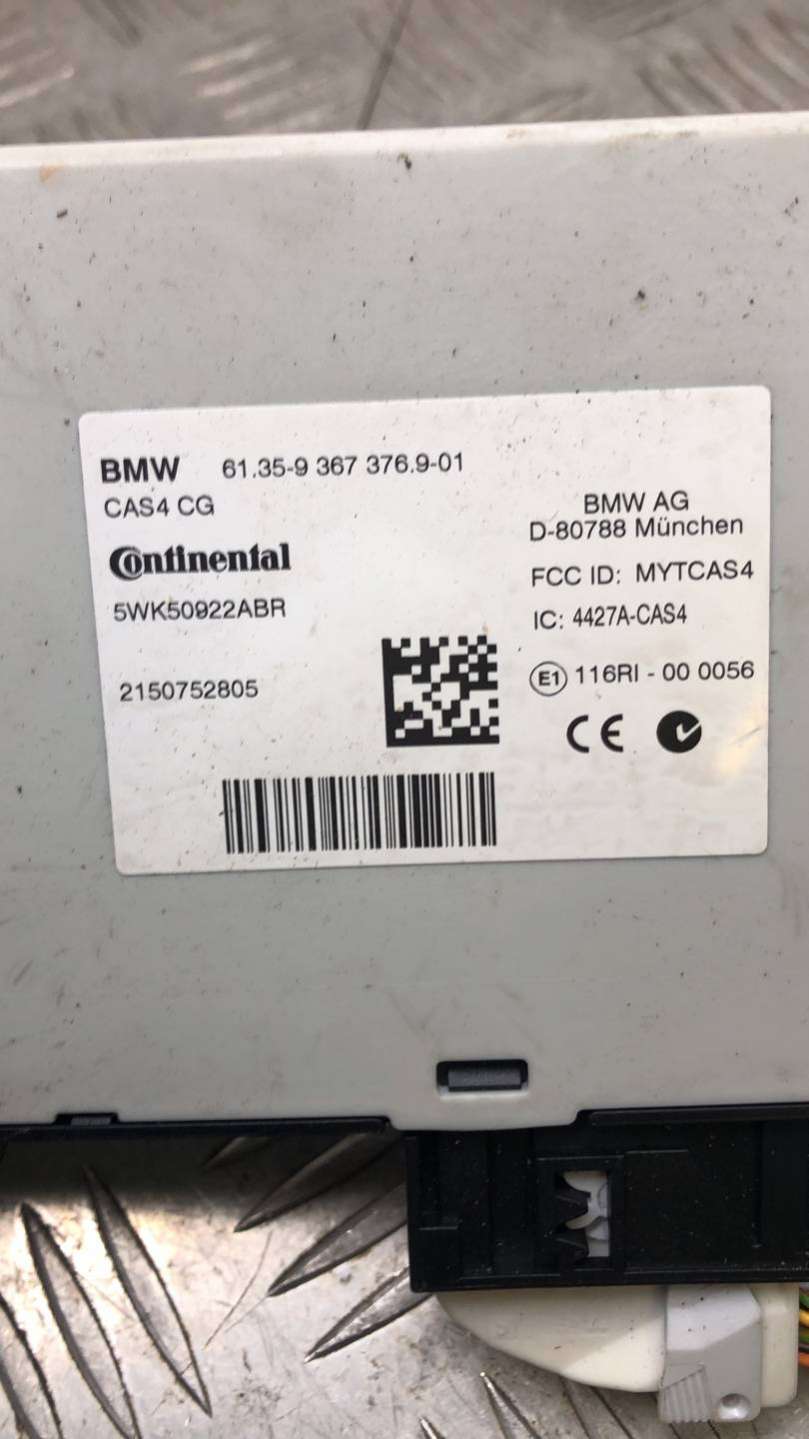 BMW 61.35-9 367 376.9-01
CAS4 CG
Continental
5WK50922ABR
2150752805
BMW AG
D-80788 München
FCC ID: MYTCAS4
IC: 4427A-CAS4
E1 116RI - 00 0056
CE